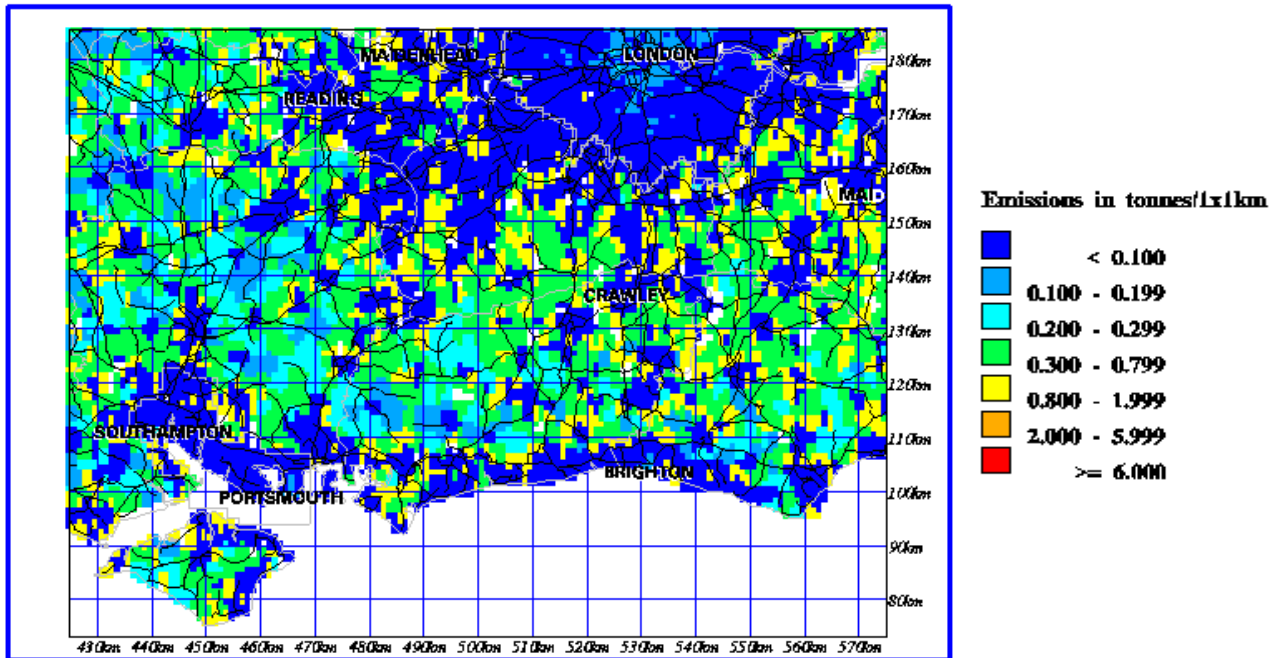 MAIDENHEAD LONDON
180km
READING
170km
160km
MAID
150km
140km
CRAWLEY
130km
120km
SOUTHAMPTON
110km
BRIGHTON
PORTSMOUTH
100km
90km
80km
430km 440km 450km 460km 470km 480km 490km 500km 510km 520km 530km 540km 550km 560km 570km
Emissions in tonnes/1x1km
< 0.100
0.100 - 0.199
0.200 - 0.299
0.300 - 0.799
0.800 - 1.999
2.000 - 5.999
>= 6.000